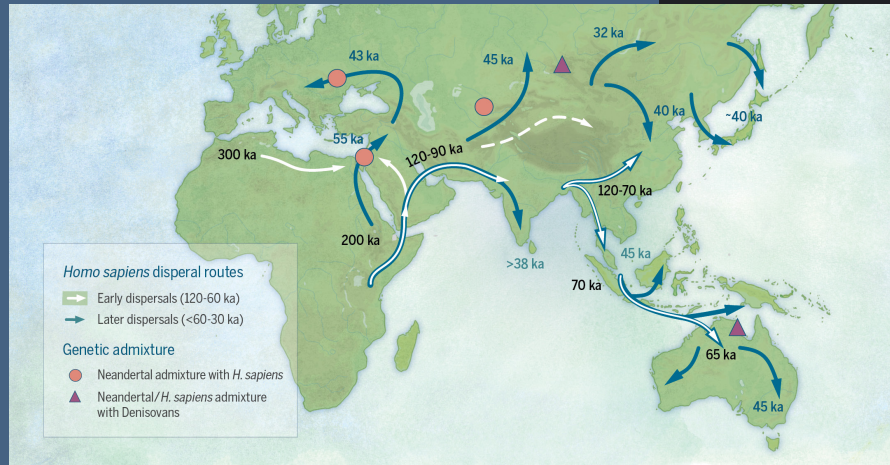 32 ka
43 ka
45 ka
40 ka
~40 ka
55 ka
300 ka
120-90 ka
120-70 ka
200 ka
>38 ka
45 ka
70 ka
65 ka
45 ka
Homo sapiens disperal routes
Early dispersals (120-60 ka)
Later dispersals (<60-30 ka)
Genetic admixture
Neandertal admixture with H. sapiens
Neandertal/H. sapiens admixture
with Denisovans